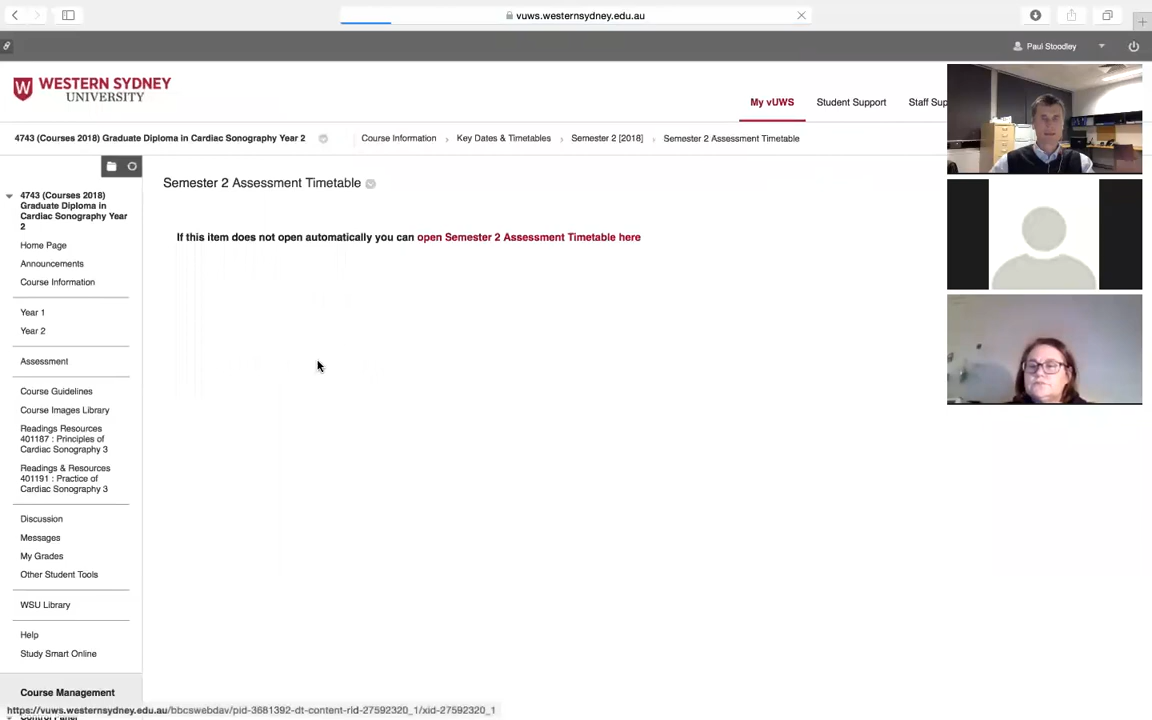 vuws.westernsydney.edu.au
Paul Stoodley
WESTERN SYDNEY
UNIVERSITY
W
My vUWS
Student Support
Staff Sup
4743 (Courses 2018) Graduate Diploma in Cardiac Sonography Year 2
Course Information
Key Dates & Timetables
Semester 2 [2018]
Semester 2 Assessment Timetable
Semester 2 Assessment Timetable
If this item does not open automatically you can open Semester 2 Assessment Timetable here
4743 (Courses 2018)
Graduate Diploma in
Cardiac Sonography Year
2
Home Page
Announcements
Course Information
Year 1
Year 2
Assessment
Course Guidelines
Course Images Library
Readings Resources
401187 : Principles of
Cardiac Sonography 3
Readings & Resources
401191 : Practice of
Cardiac Sonography 3
Discussion
Messages
My Grades
Other Student Tools
WSU Library
Help
Study Smart Online
Course Management
https://vuws.westernsydney.edu.au/bbcswebdav/pid-3681392-dt-content-rid-27592320_1/xid-27592320_1
Control Panel